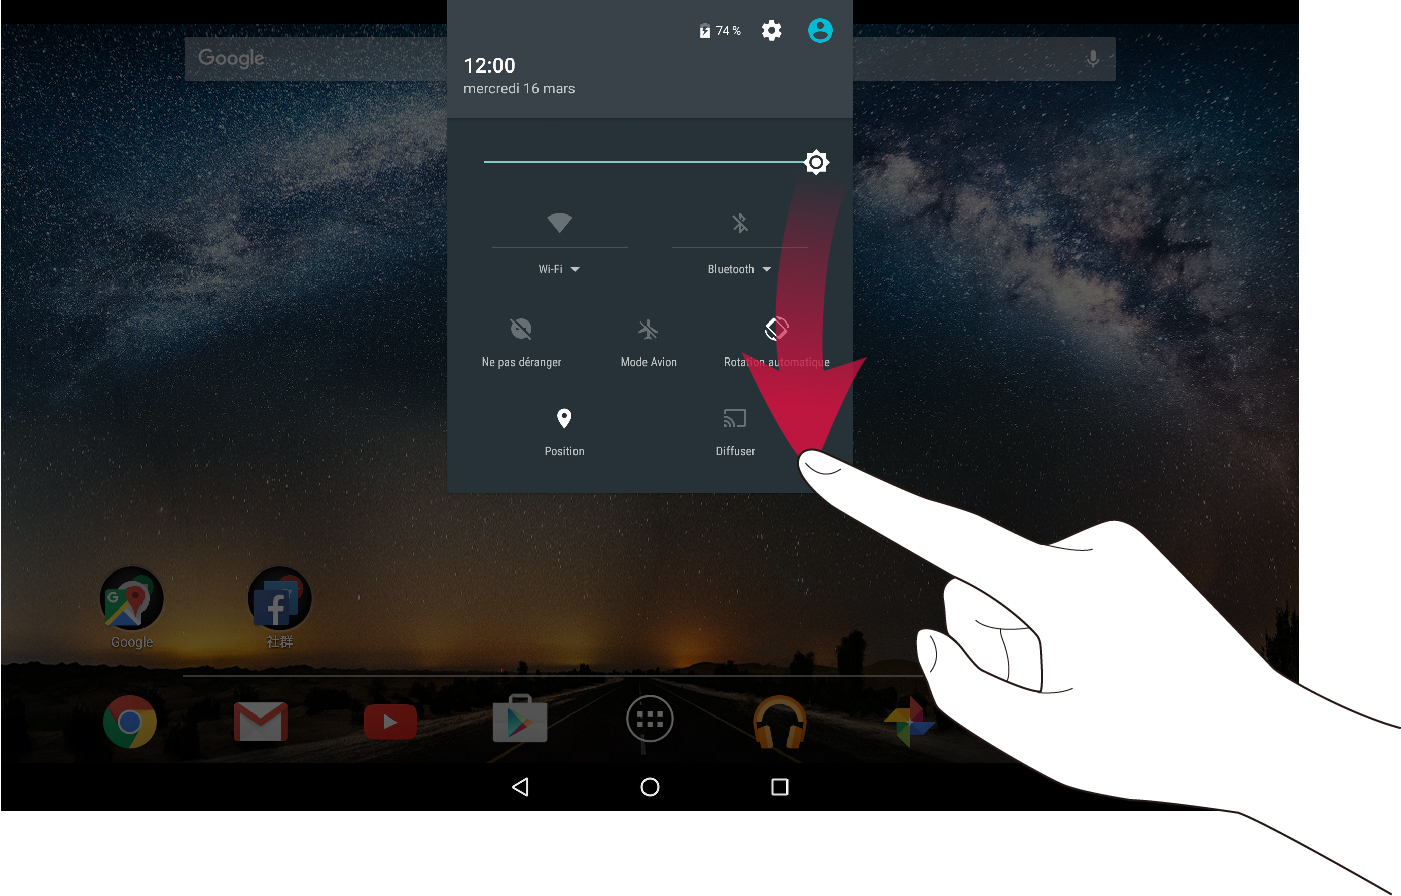 74 %
Google
12:00
mercredi 16 mars
Wi-Fi
Bluetooth
Ne pas déranger
Mode Avion
Rotation automatique
Position
Diffuser
G
f
Google
社群